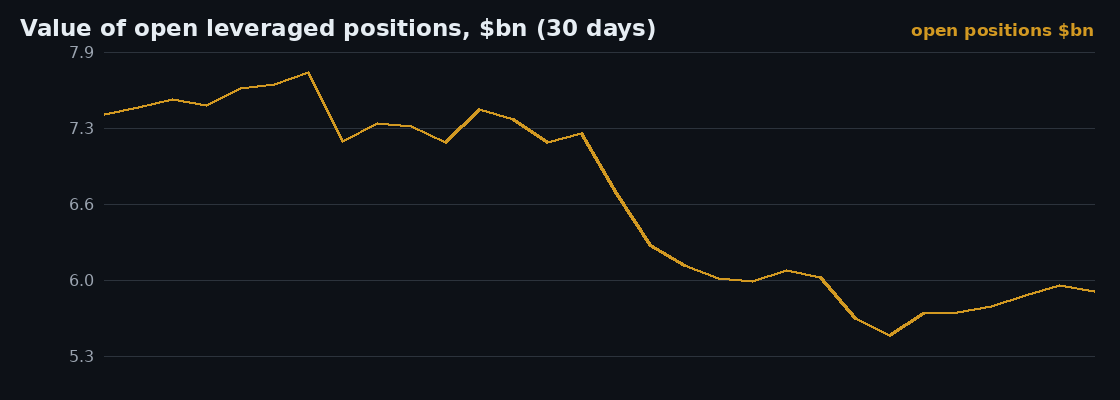 Value of open leveraged positions, $bn (30 days)
open positions $bn
7.9
7.3
6.6
6.0
5.3